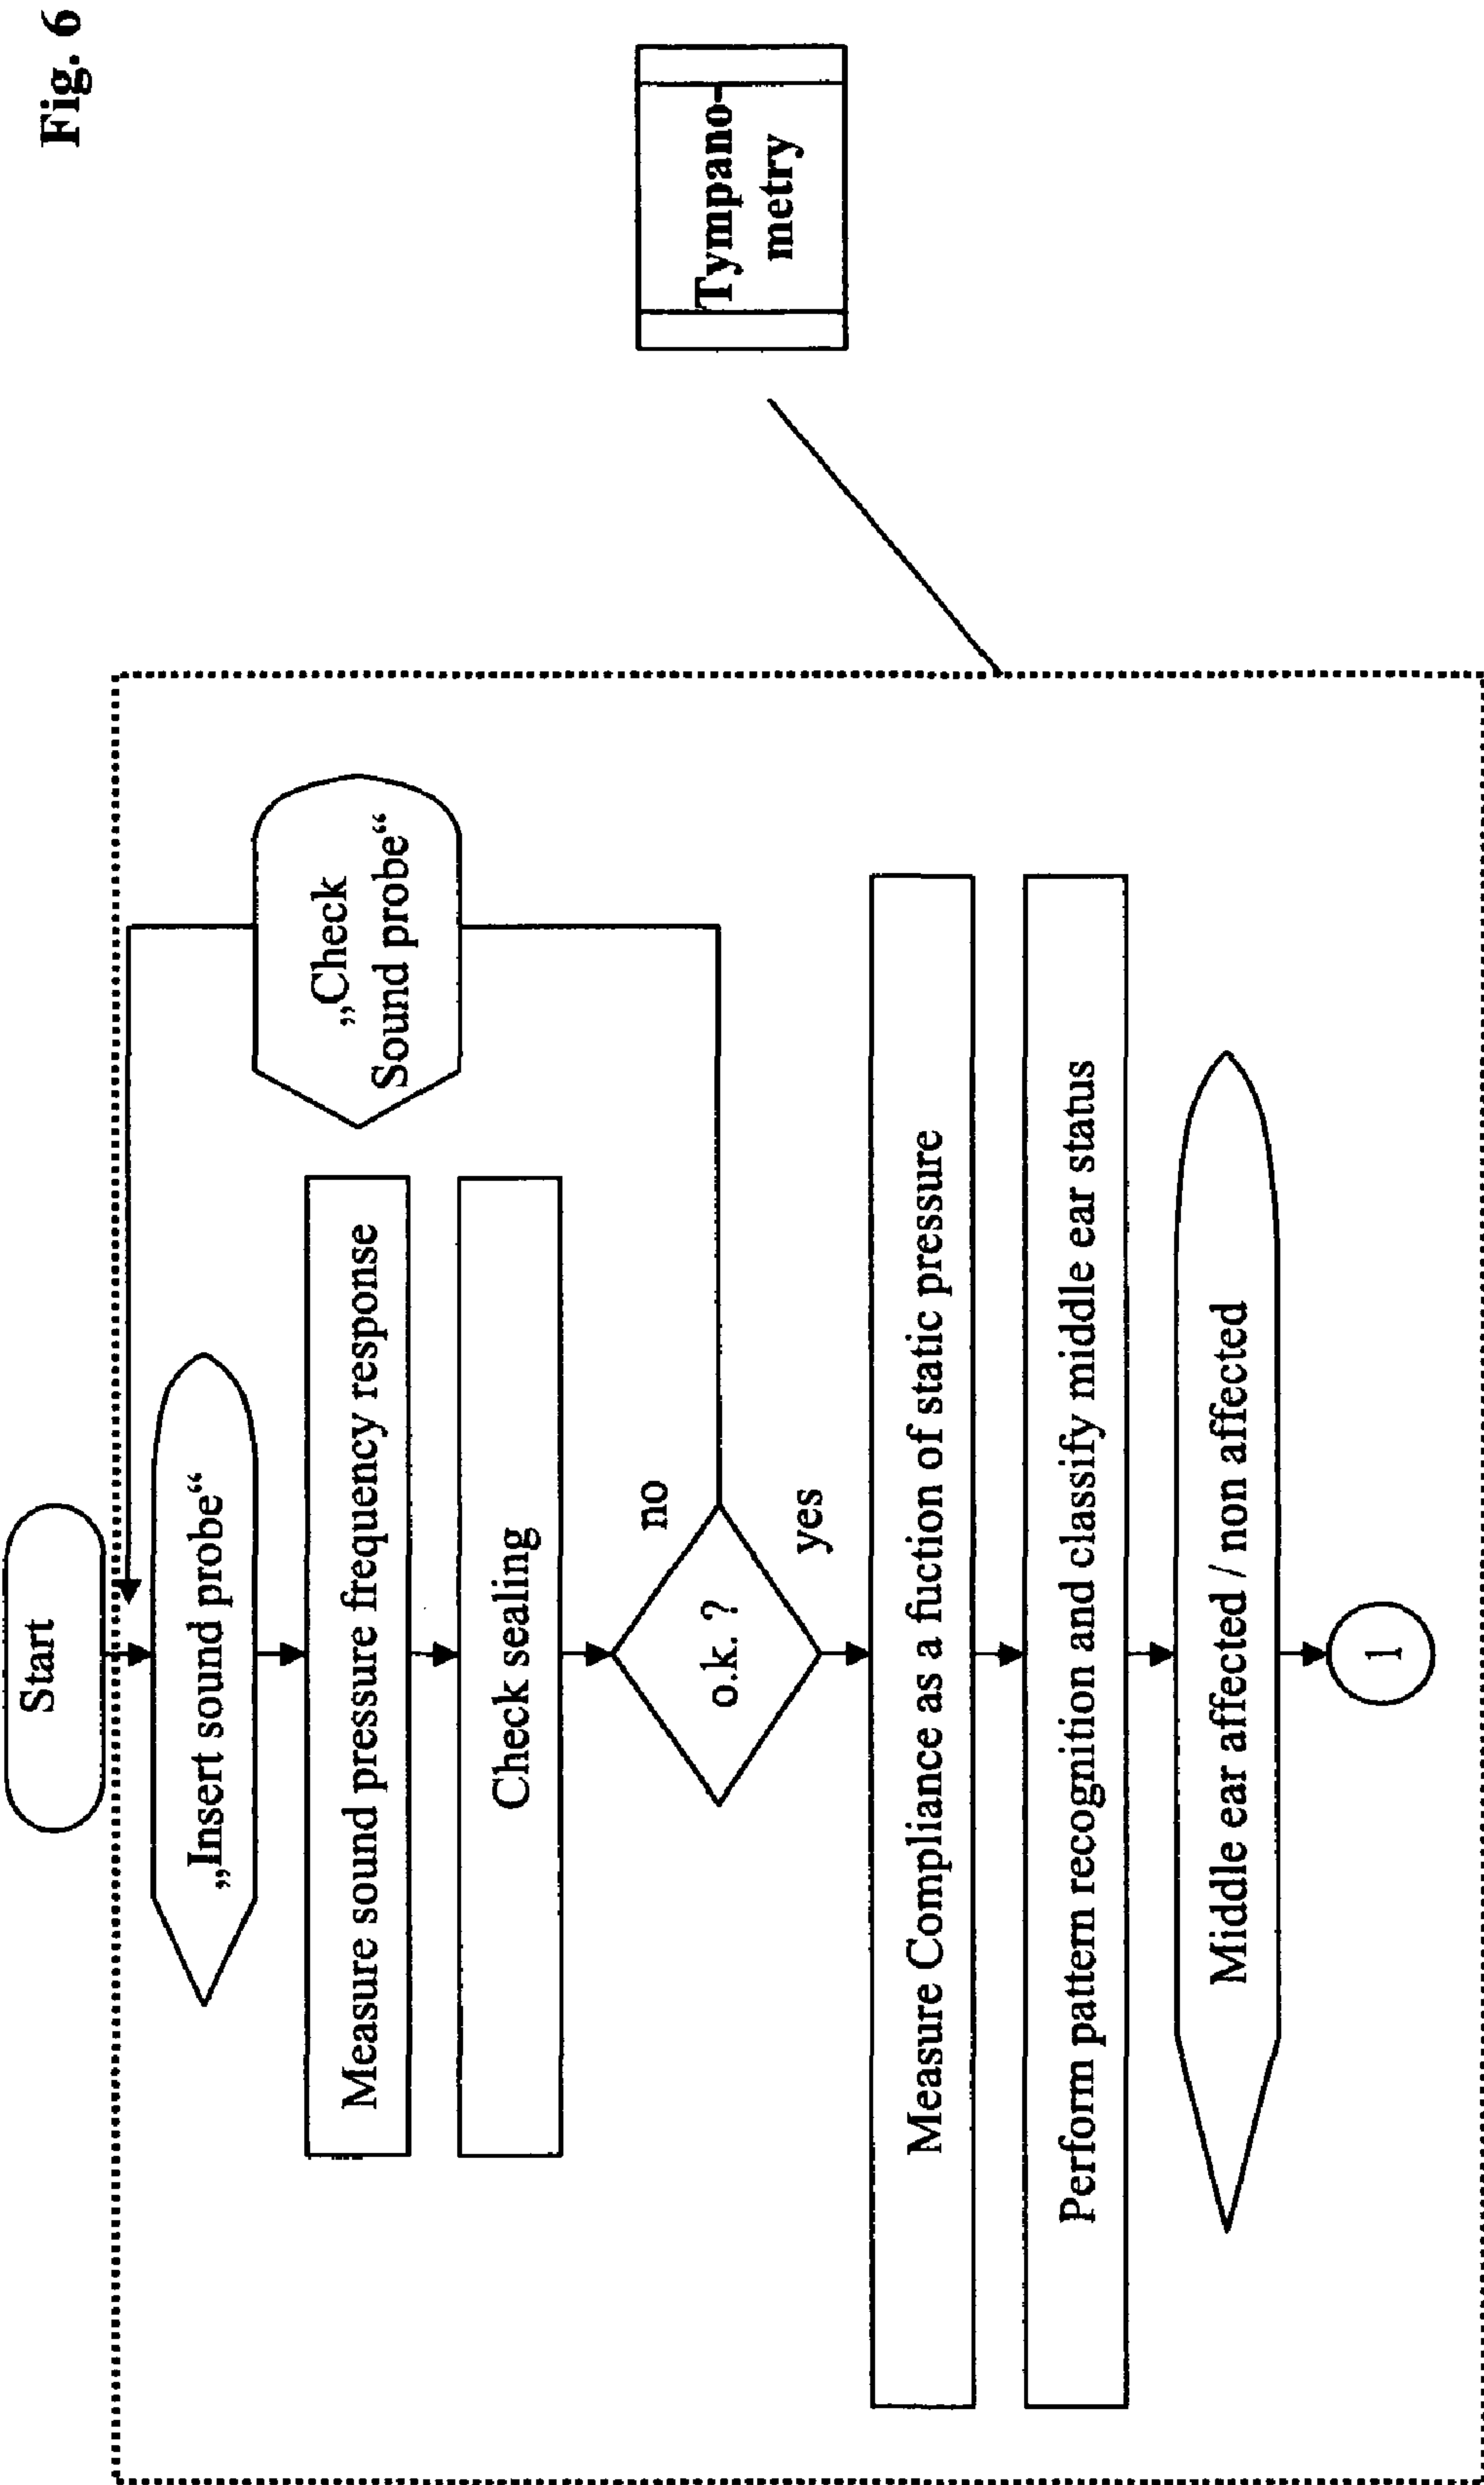 Fig. 6
Start
„Insert sound probe“
Measure sound pressure frequency response
Check sealing
o.k. ?
no
yes
„Check
Sound probe“
Measure Compliance as a fuction of static pressure
Perform pattern recognition and classify middle ear status
Middle ear affected / non affected
1
Tympano-
metry